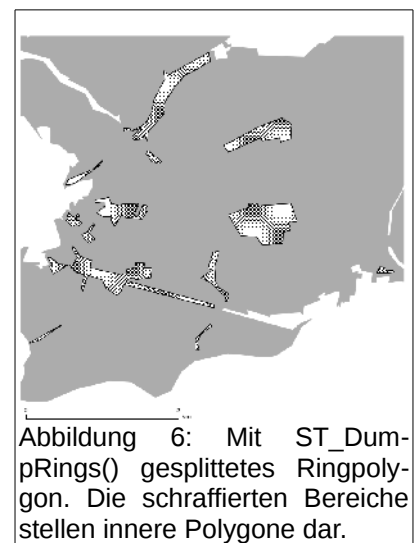 Abbildung 6: Mit ST_Dum-
pRings() gesplittetes Ringpoly-
gon. Die schraffierten Bereiche
stellen innere Polygone dar.